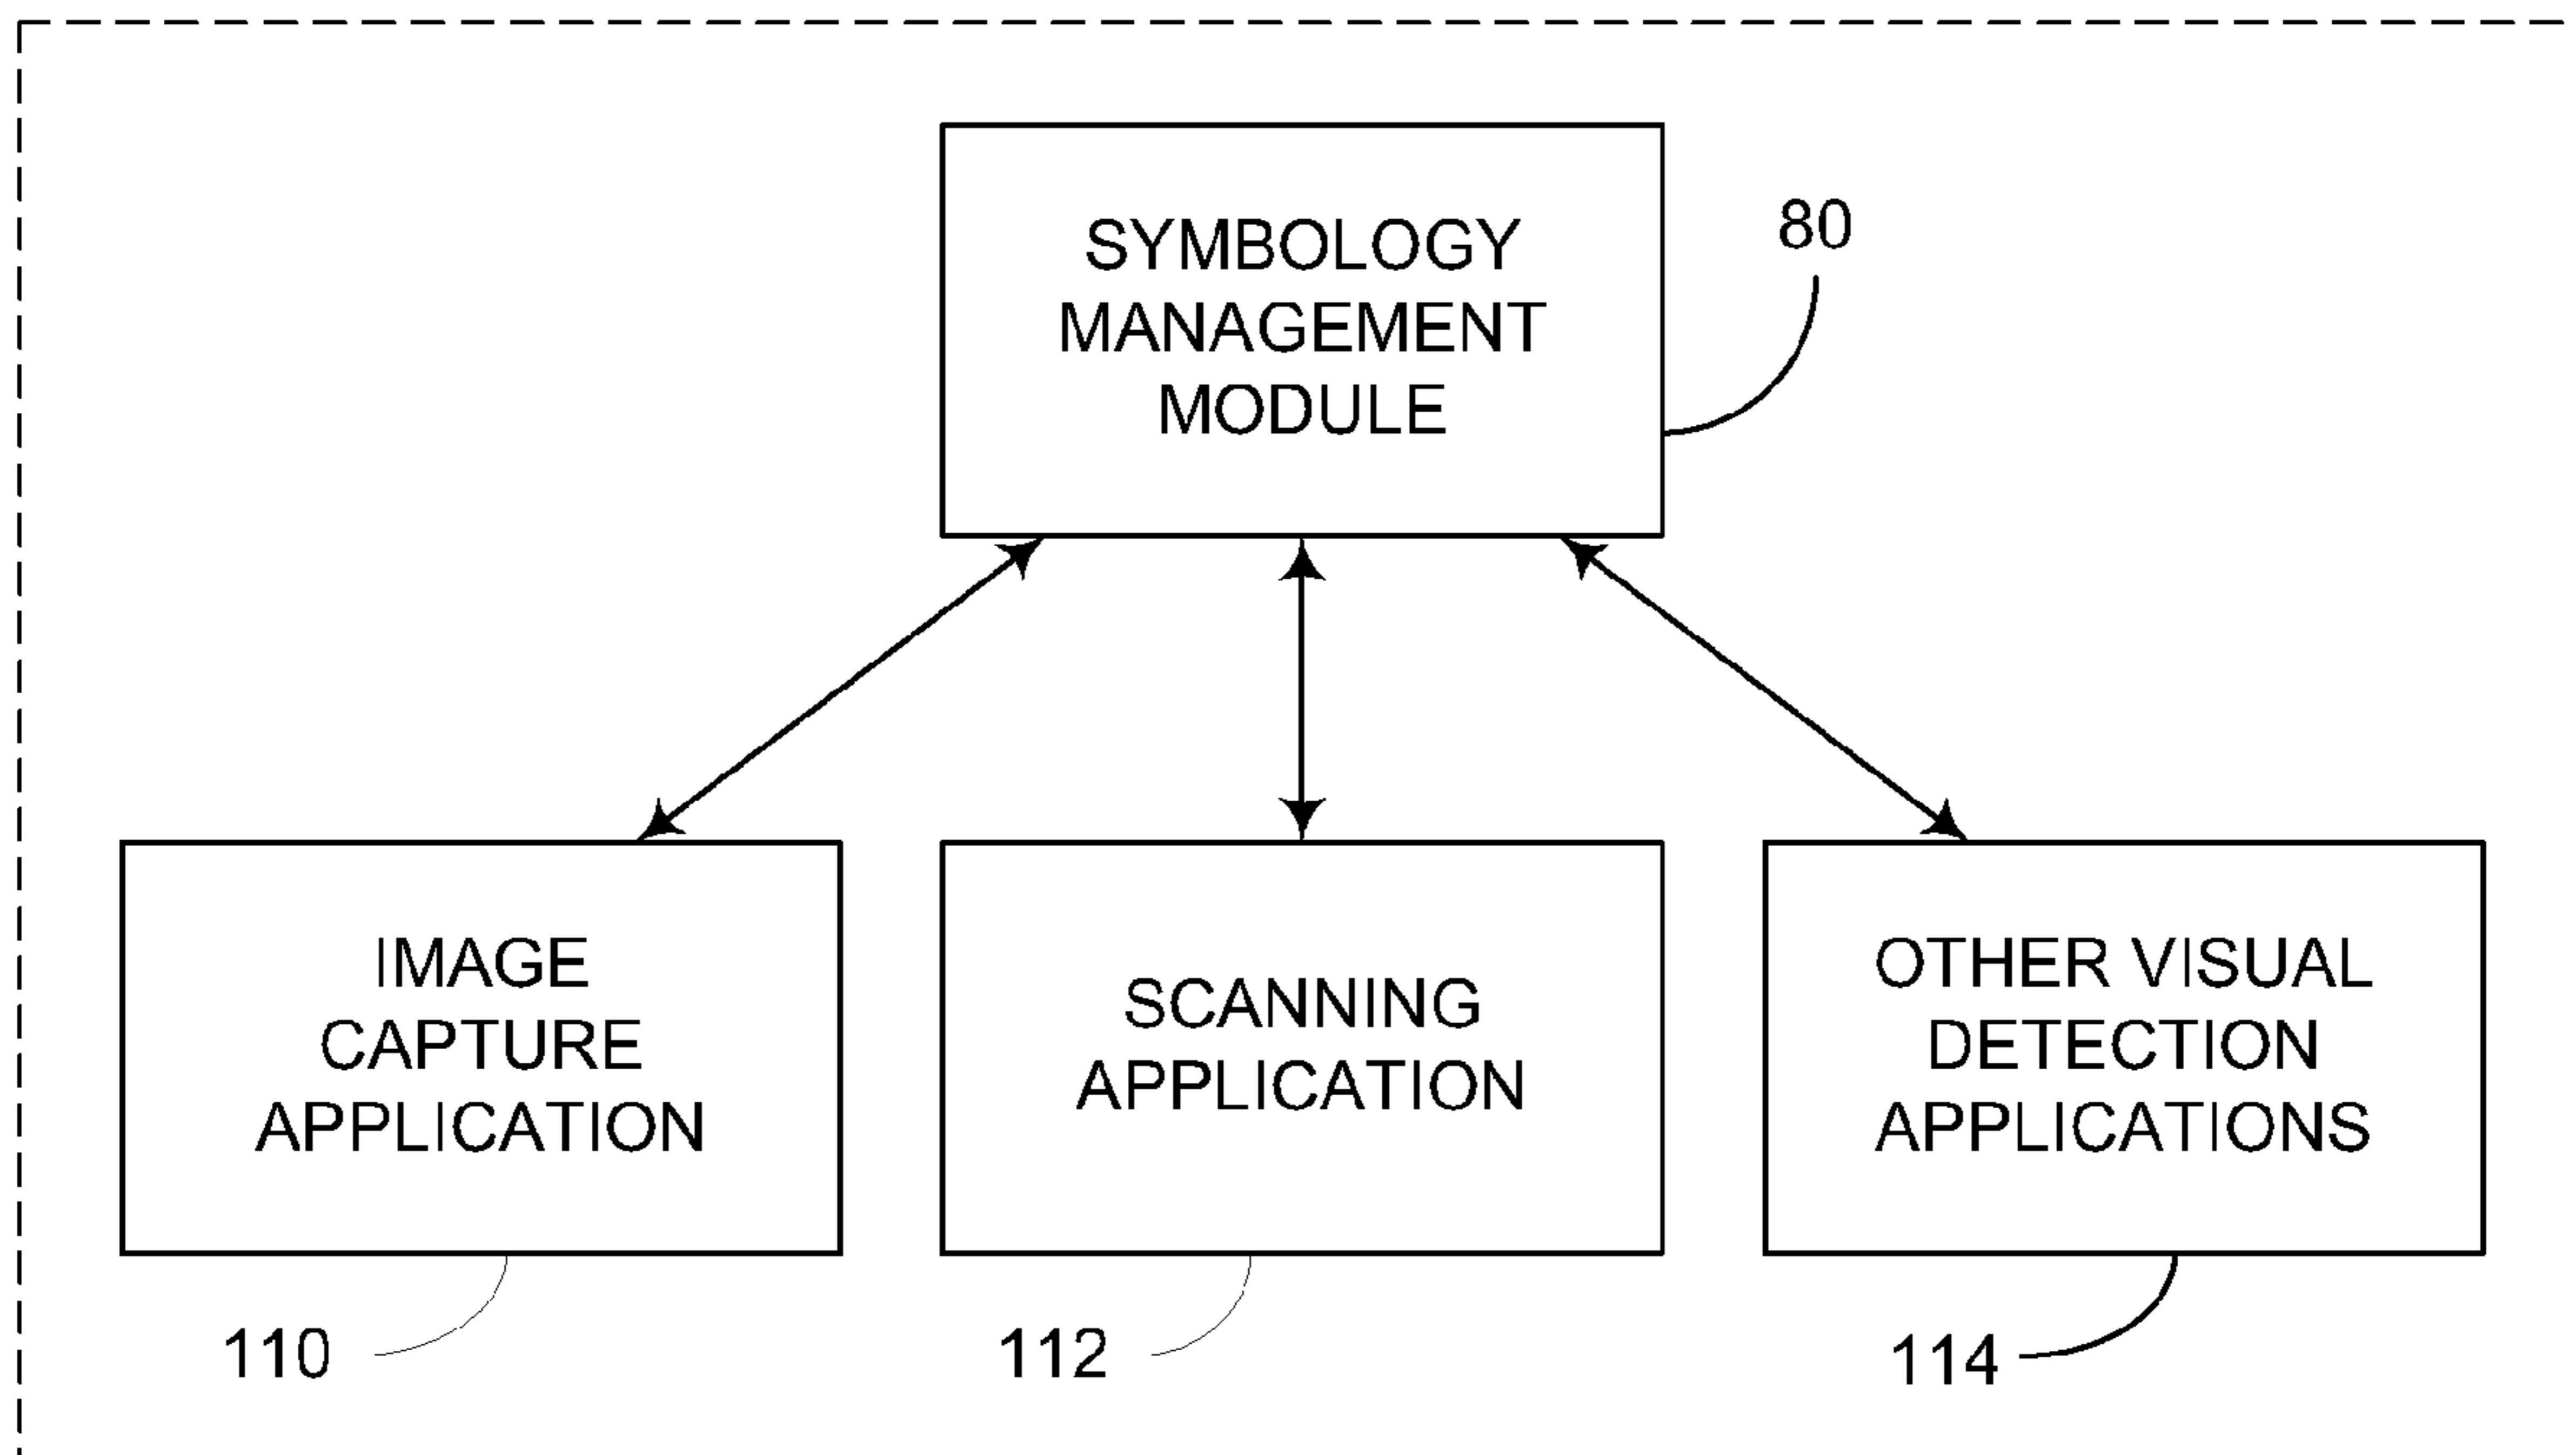 SYMBOLOGY
MANAGEMENT
MODULE
80
IMAGE
CAPTURE
APPLICATION
SCANNING
APPLICATION
OTHER VISUAL
DETECTION
APPLICATIONS
110
112
114